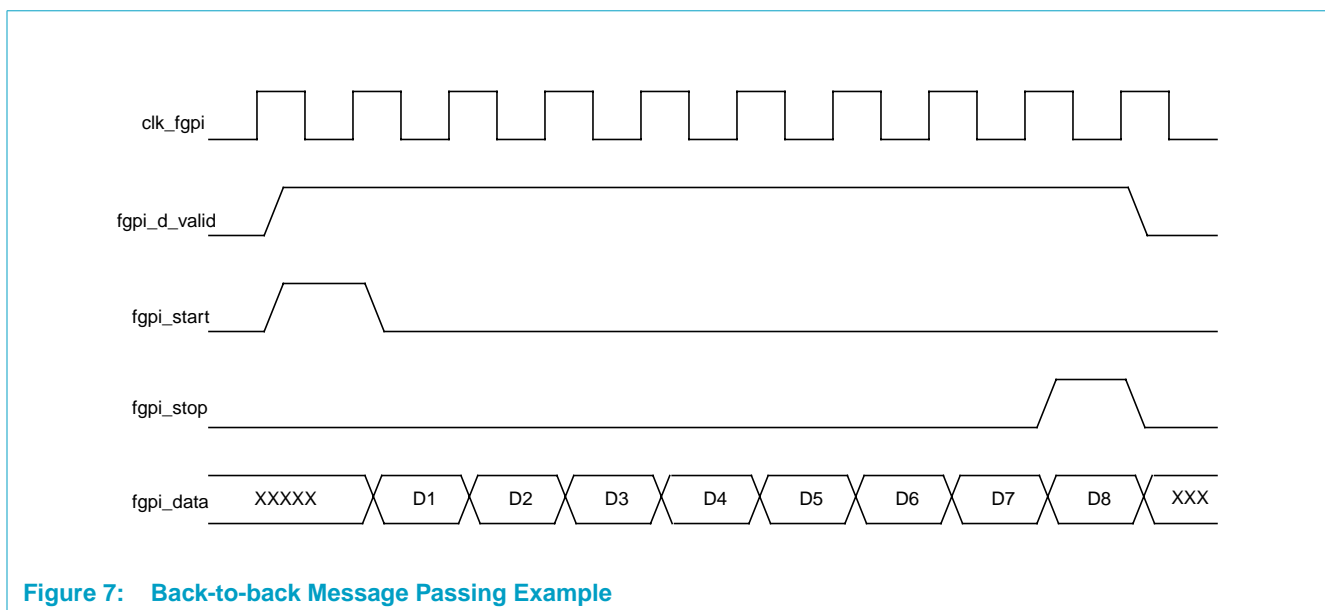 clk_fgpi
fgpi_d_valid
fgpi_start
fgpi_stop
fgpi_data XXXXX D1 D2 D3 D4 D5 D6 D7 D8 XXX
Figure 7: Back-to-back Message Passing Example